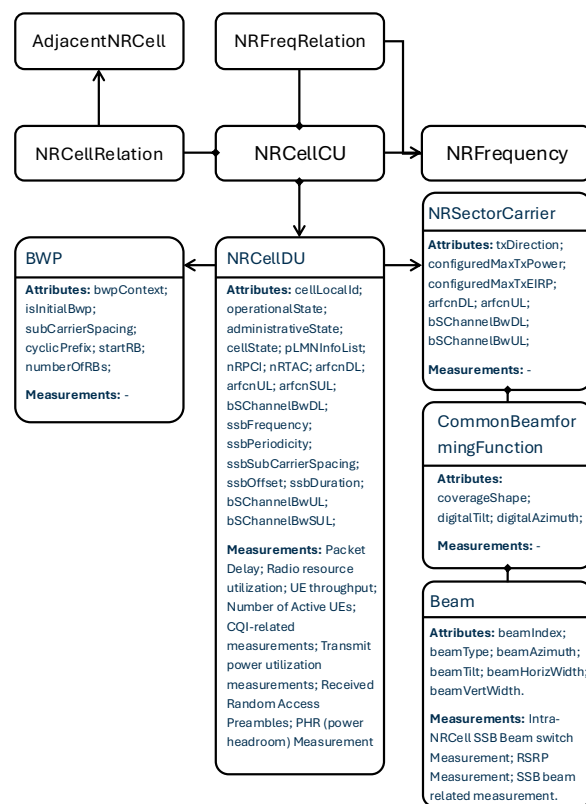 AdjacentNRCell
NRFreqRelation
NRCellRelation
NRCellCU
NRFrequency
BWP
Attributes: bwpContext;
isInitialBwp;
subCarrierSpacing;
cyclicPrefix; startRB;
numberOfRBs;
Measurements: -
NRCellDU
Attributes: cellLocalId;
operationalState;
administrativeState;
cellState; pLMNInfoList;
nRPCI; nRTAC; arfcnDL;
arfcnUL; arfcnSUL;
bSChannelBwDL;
ssbFrequency;
ssbPeriodicity;
ssbSubCarrierSpacing;
ssbOffset; ssbDuration;
bSChannelBwUL;
bSChannelBwSUL;
Measurements: Packet
Delay; Radio resource
utilization; UE throughput;
Number of Active UEs;
CQI-related
measurements; Transmit
power utilization
measurements; Received
Random Access
Preambles; PHR (power
headroom) Measurement
NRSectorCarrier
Attributes: txDirection;
configuredMaxTxPower;
configuredMaxTxEIRP;
arfcnDL; arfcnUL;
bSChannelBwDL;
bSChannelBwUL;
Measurements: -
CommonBeamfor
mingFunction
Attributes:
coverageShape;
digitalTilt; digitalAzimuth;
Measurements: -
Beam
Attributes: beamIndex;
beamType; beamAzimuth;
beamTilt; beamHorizWidth;
beamVertWidth.
Measurements: Intra-
NRCell SSB Beam switch
Measurement; RSRP
Measurement; SSB beam
related measurement.